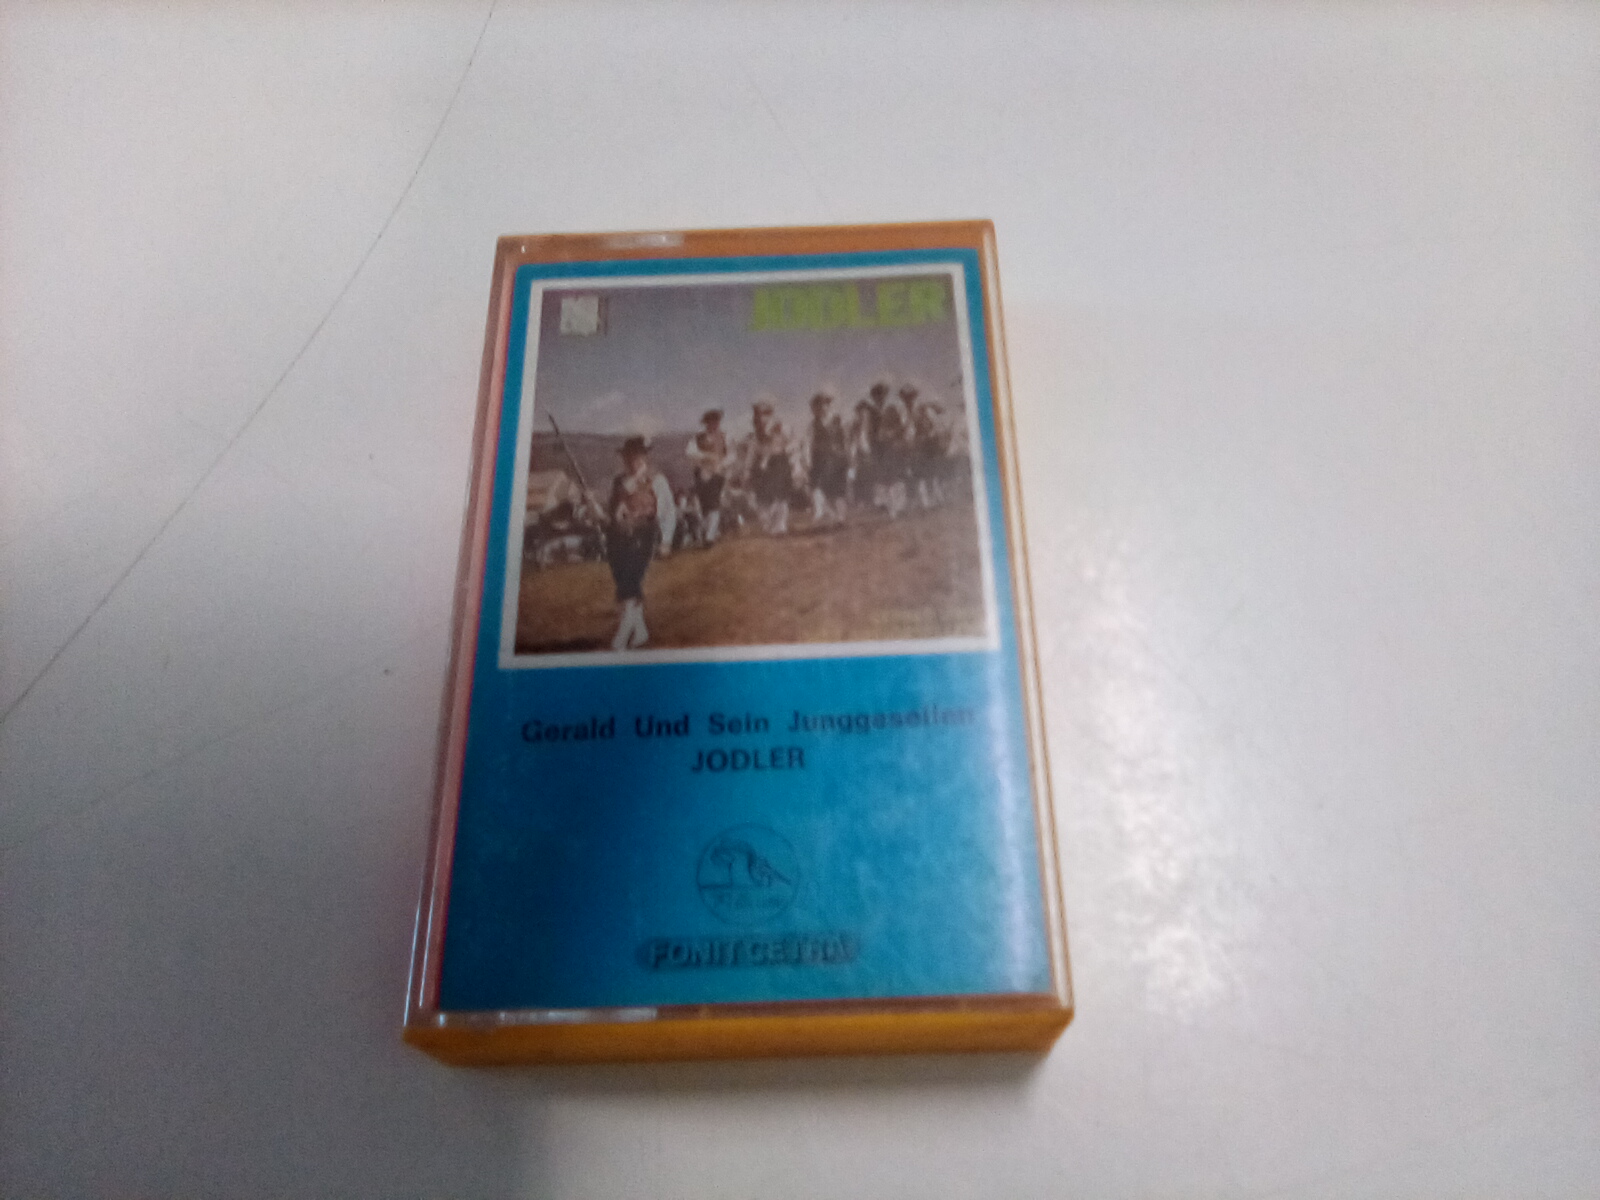 JODLER
Gerald Und Sein Junggesellen
JODLER
FONIT CETRA